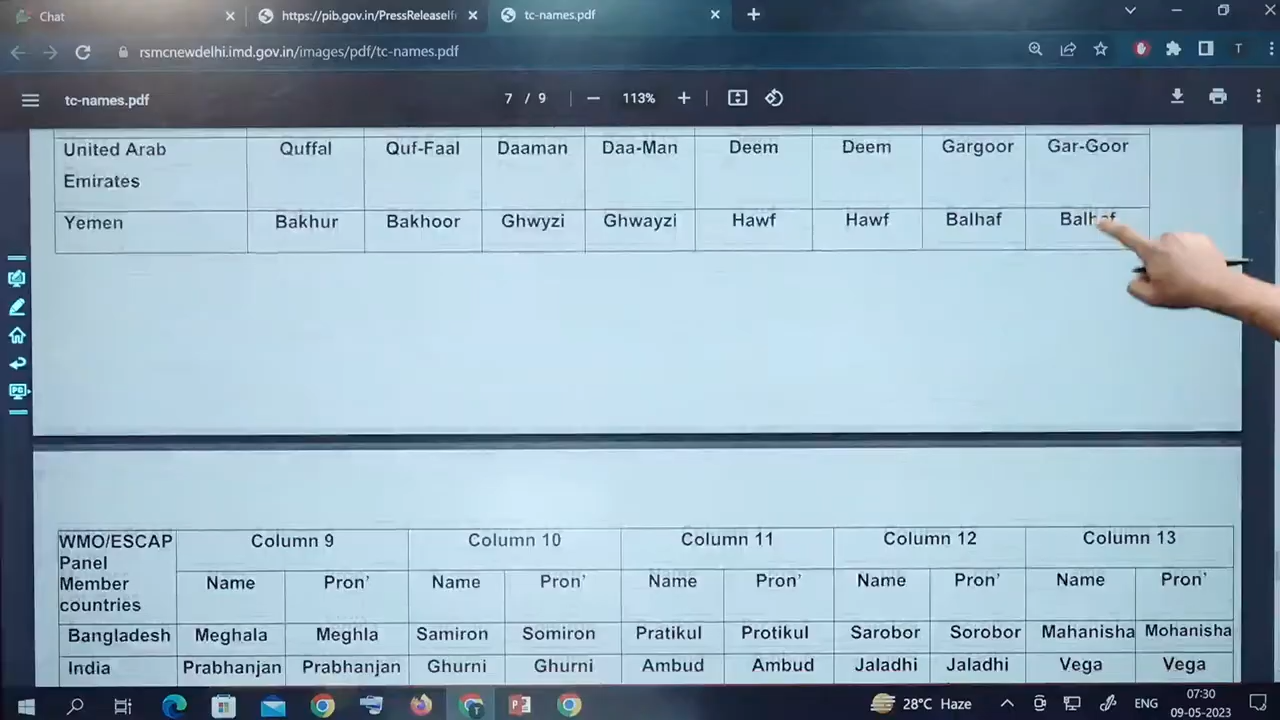 Chat
https://pib.gov.in/PressReleaseIf
tc-names.pdf
rsmcnewdelhi.imd.gov.in/images/pdf/tc-names.pdf
T
tc-names.pdf
7 / 9
113%
United Arab Emirates Quffal Quf-Faal Daaman Daa-Man Deem Deem Gargoor Gar-Goor
Yemen Bakhur Bakhoor Ghwyzi Ghwayzi Hawf Hawf Balhaf Balhaf
WMO/ESCAP Panel Member countries Column 9 Column 10 Column 11 Column 12 Column 13
Name Pron’ Name Pron’ Name Pron’ Name Pron’ Name Pron’
Bangladesh Meghala Meghla Samiron Somiron Pratikul Protikul Sarobor Sorobor Mahanisha Mohanisha
India Prabhanjan Prabhanjan Ghurni Ghurni Ambud Ambud Jaladhi Jaladhi Vega Vega
28°C Haze
ENG
07:30
09-05-2023